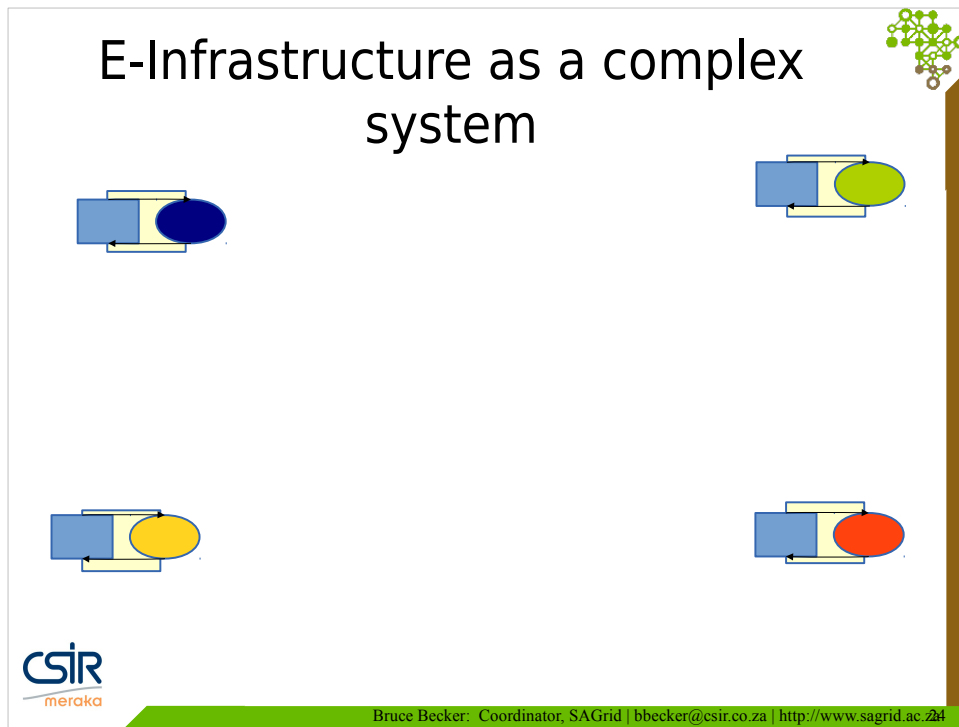 E-Infrastructure as a complex
system
CSIR
meraka
Bruce Becker: Coordinator, SAGrid | bbecker@csir.co.za | http://www.sagrid.ac.za
24